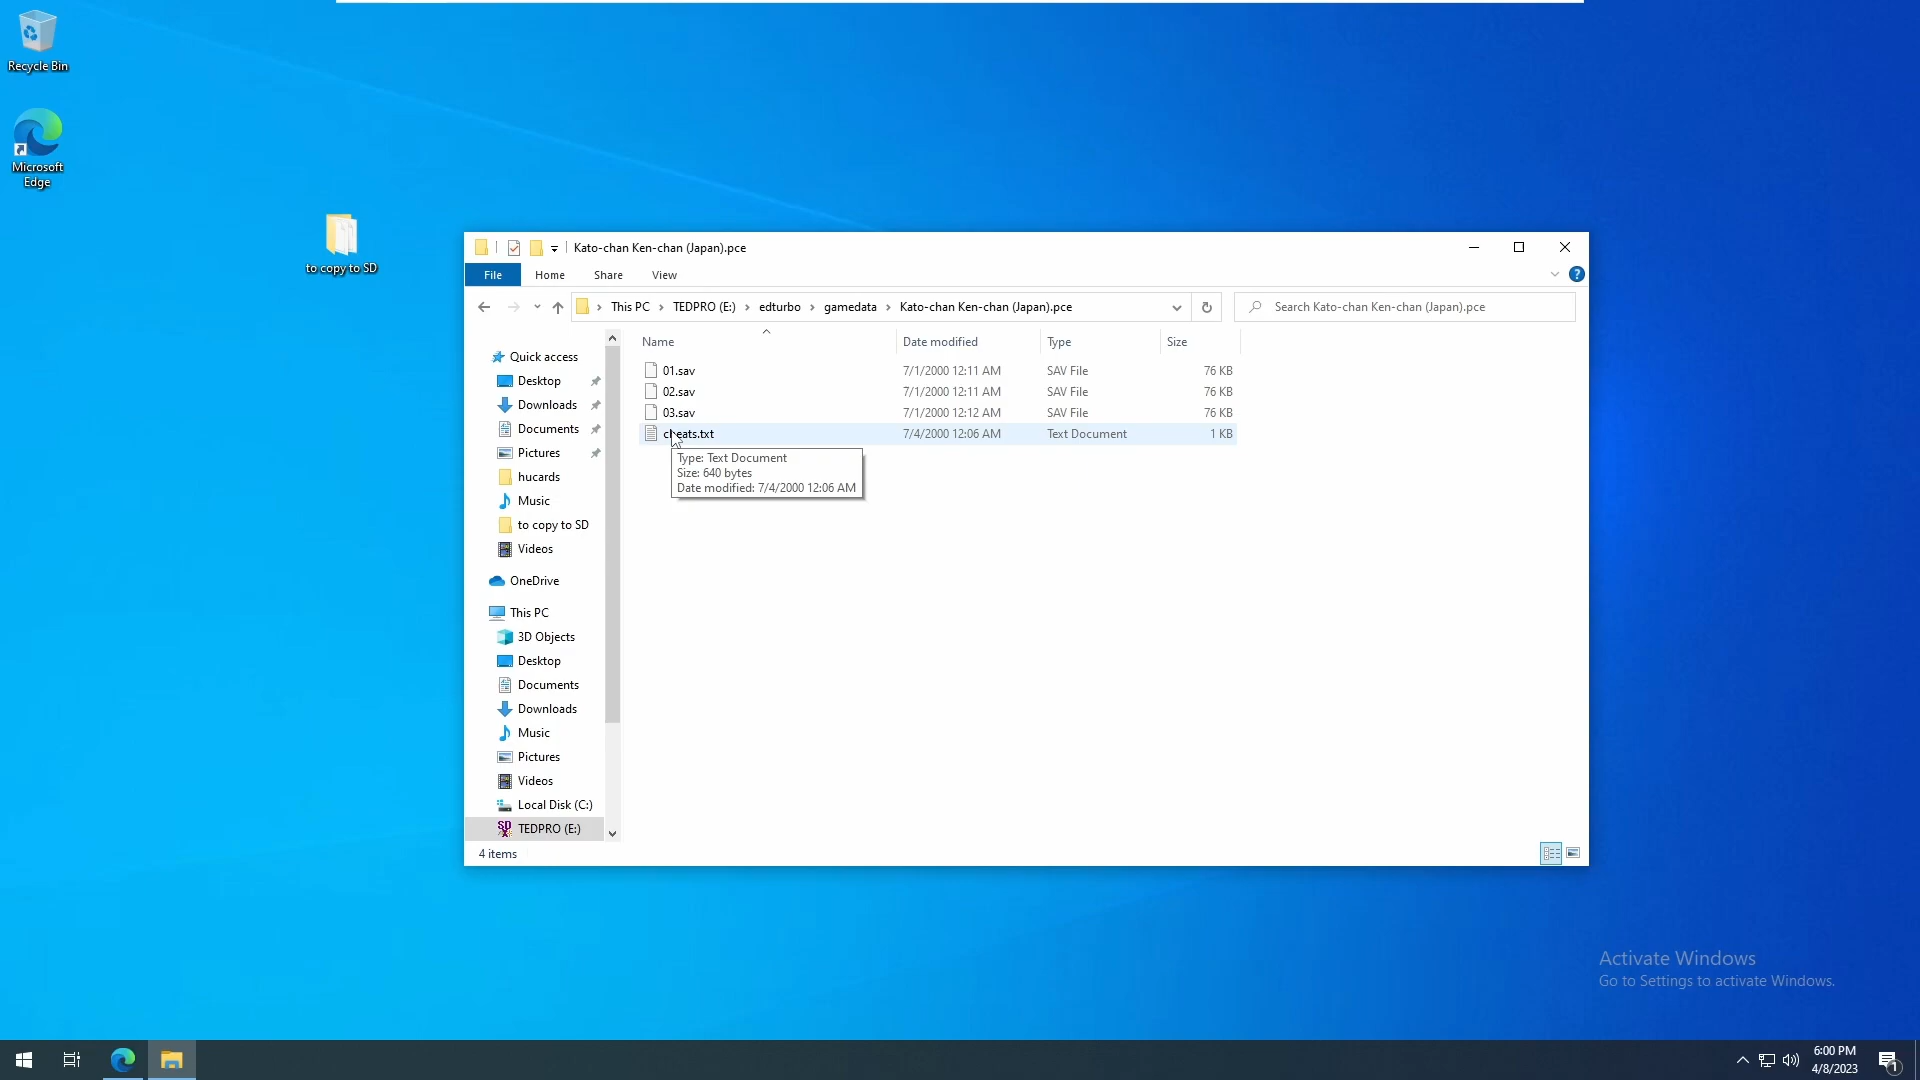 Recycle Bin
Microsoft
Edge
to copy to SD
Kato-chan Ken-chan (Japan).pce
File
Home
Share
View
This PC
TEDPRO (E:)
edturbo
gamedata
Kato-chan Ken-chan (Japan).pce
Search Kato-chan Ken-chan (Japan).pce
Quick access
Desktop
Downloads
Documents
Pictures
hucards
Music
to copy to SD
Videos
OneDrive
This PC
3D Objects
Desktop
Documents
Downloads
Music
Pictures
Videos
Local Disk (C:)
TEDPRO (E:)
Name Date modified Type Size
01.sav 7/1/2000 12:11 AM SAV File 76 KB
02.sav 7/1/2000 12:11 AM SAV File 76 KB
03.sav 7/1/2000 12:12 AM SAV File 76 KB
cheats.txt 7/4/2000 12:06 AM Text Document 1 KB
Type: Text Document
Size: 640 bytes
Date modified: 7/4/2000 12:06 AM
4 items
Activate Windows
Go to Settings to activate Windows.
6:00 PM
4/8/2023
1